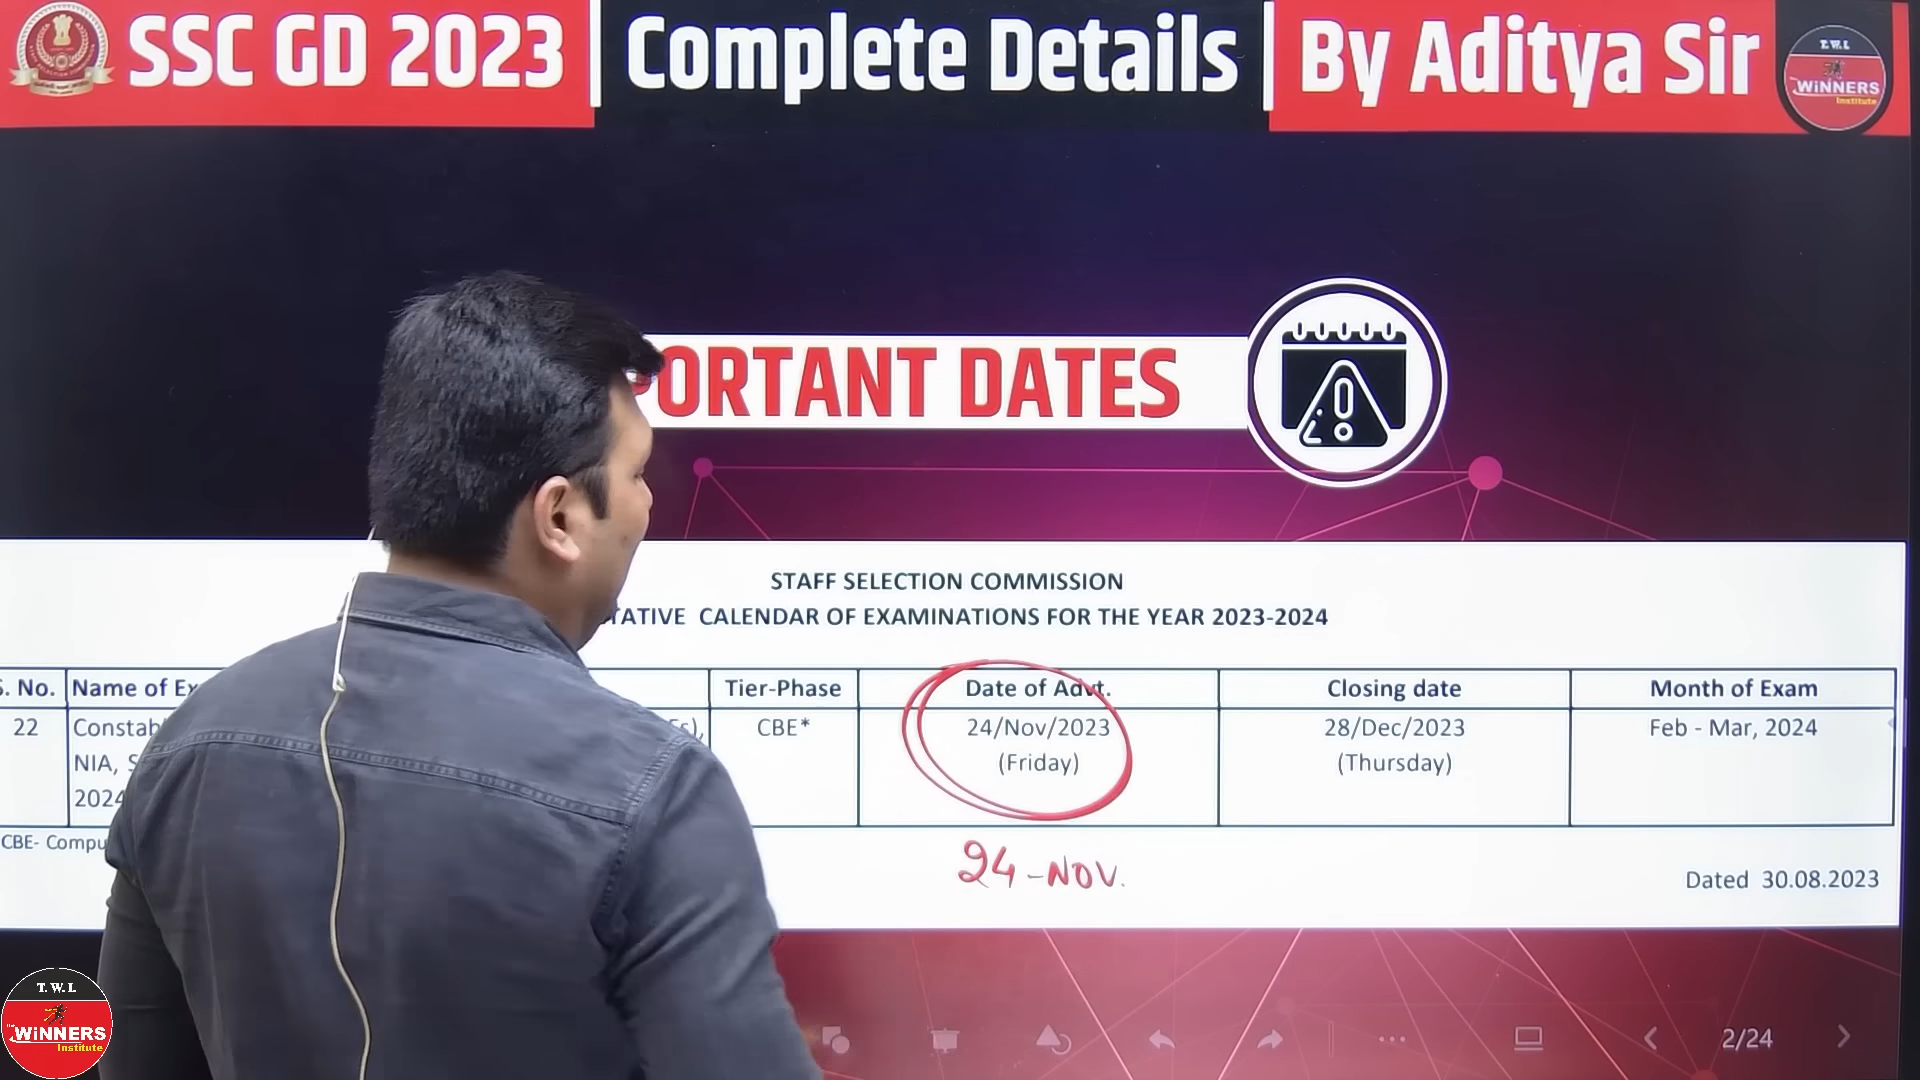 SSC GD 2023 | Complete Details | By Aditya Sir
T.W.I.
The WiNNERS
Institute
ORTANT DATES
STAFF SELECTION COMMISSION
TATIVE CALENDAR OF EXAMINATIONS FOR THE YEAR 2023-2024
S. No. Name of Ex Tier-Phase Date of Advt. Closing date Month of Exam
22 Constab s), CBE* 24/Nov/2023 28/Dec/2023 Feb - Mar, 2024
NIA, S (Friday) (Thursday)
2024
CBE- Compu
24-NOV.
Dated 30.08.2023
T.W.I.
The WiNNERS
Institute
2/24